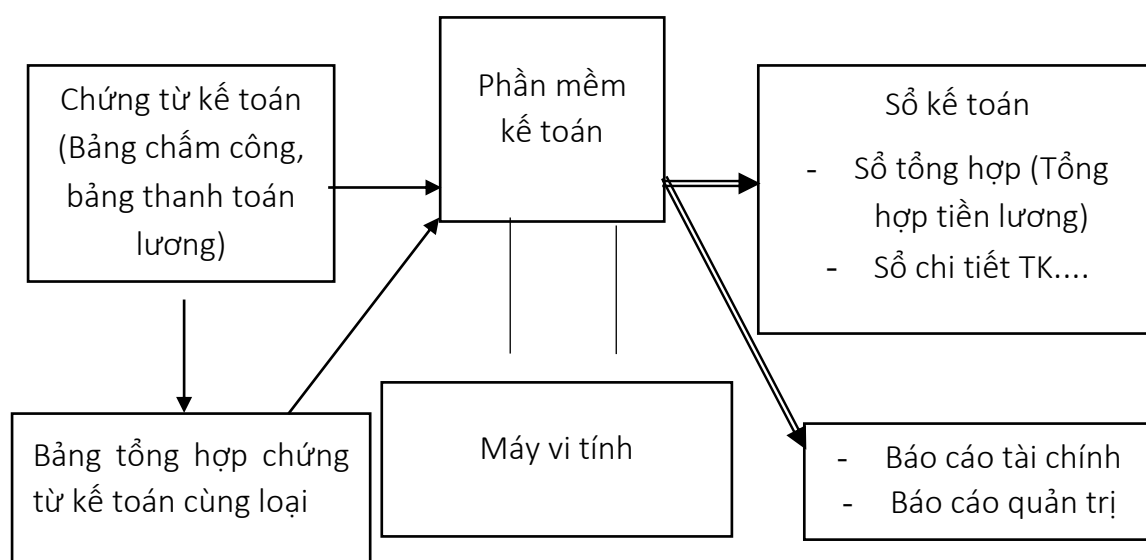 Chứng từ kế toán
(Bảng chấm công,
bảng thanh toán
lương)
Phần mềm
kế toán
Sổ kế toán
- Sổ tổng hợp (Tổng
hợp tiền lương)
- Sổ chi tiết TK....
Bảng tổng hợp chứng
từ kế toán cùng loại
Máy vi tính
- Báo cáo tài chính
- Báo cáo quản trị